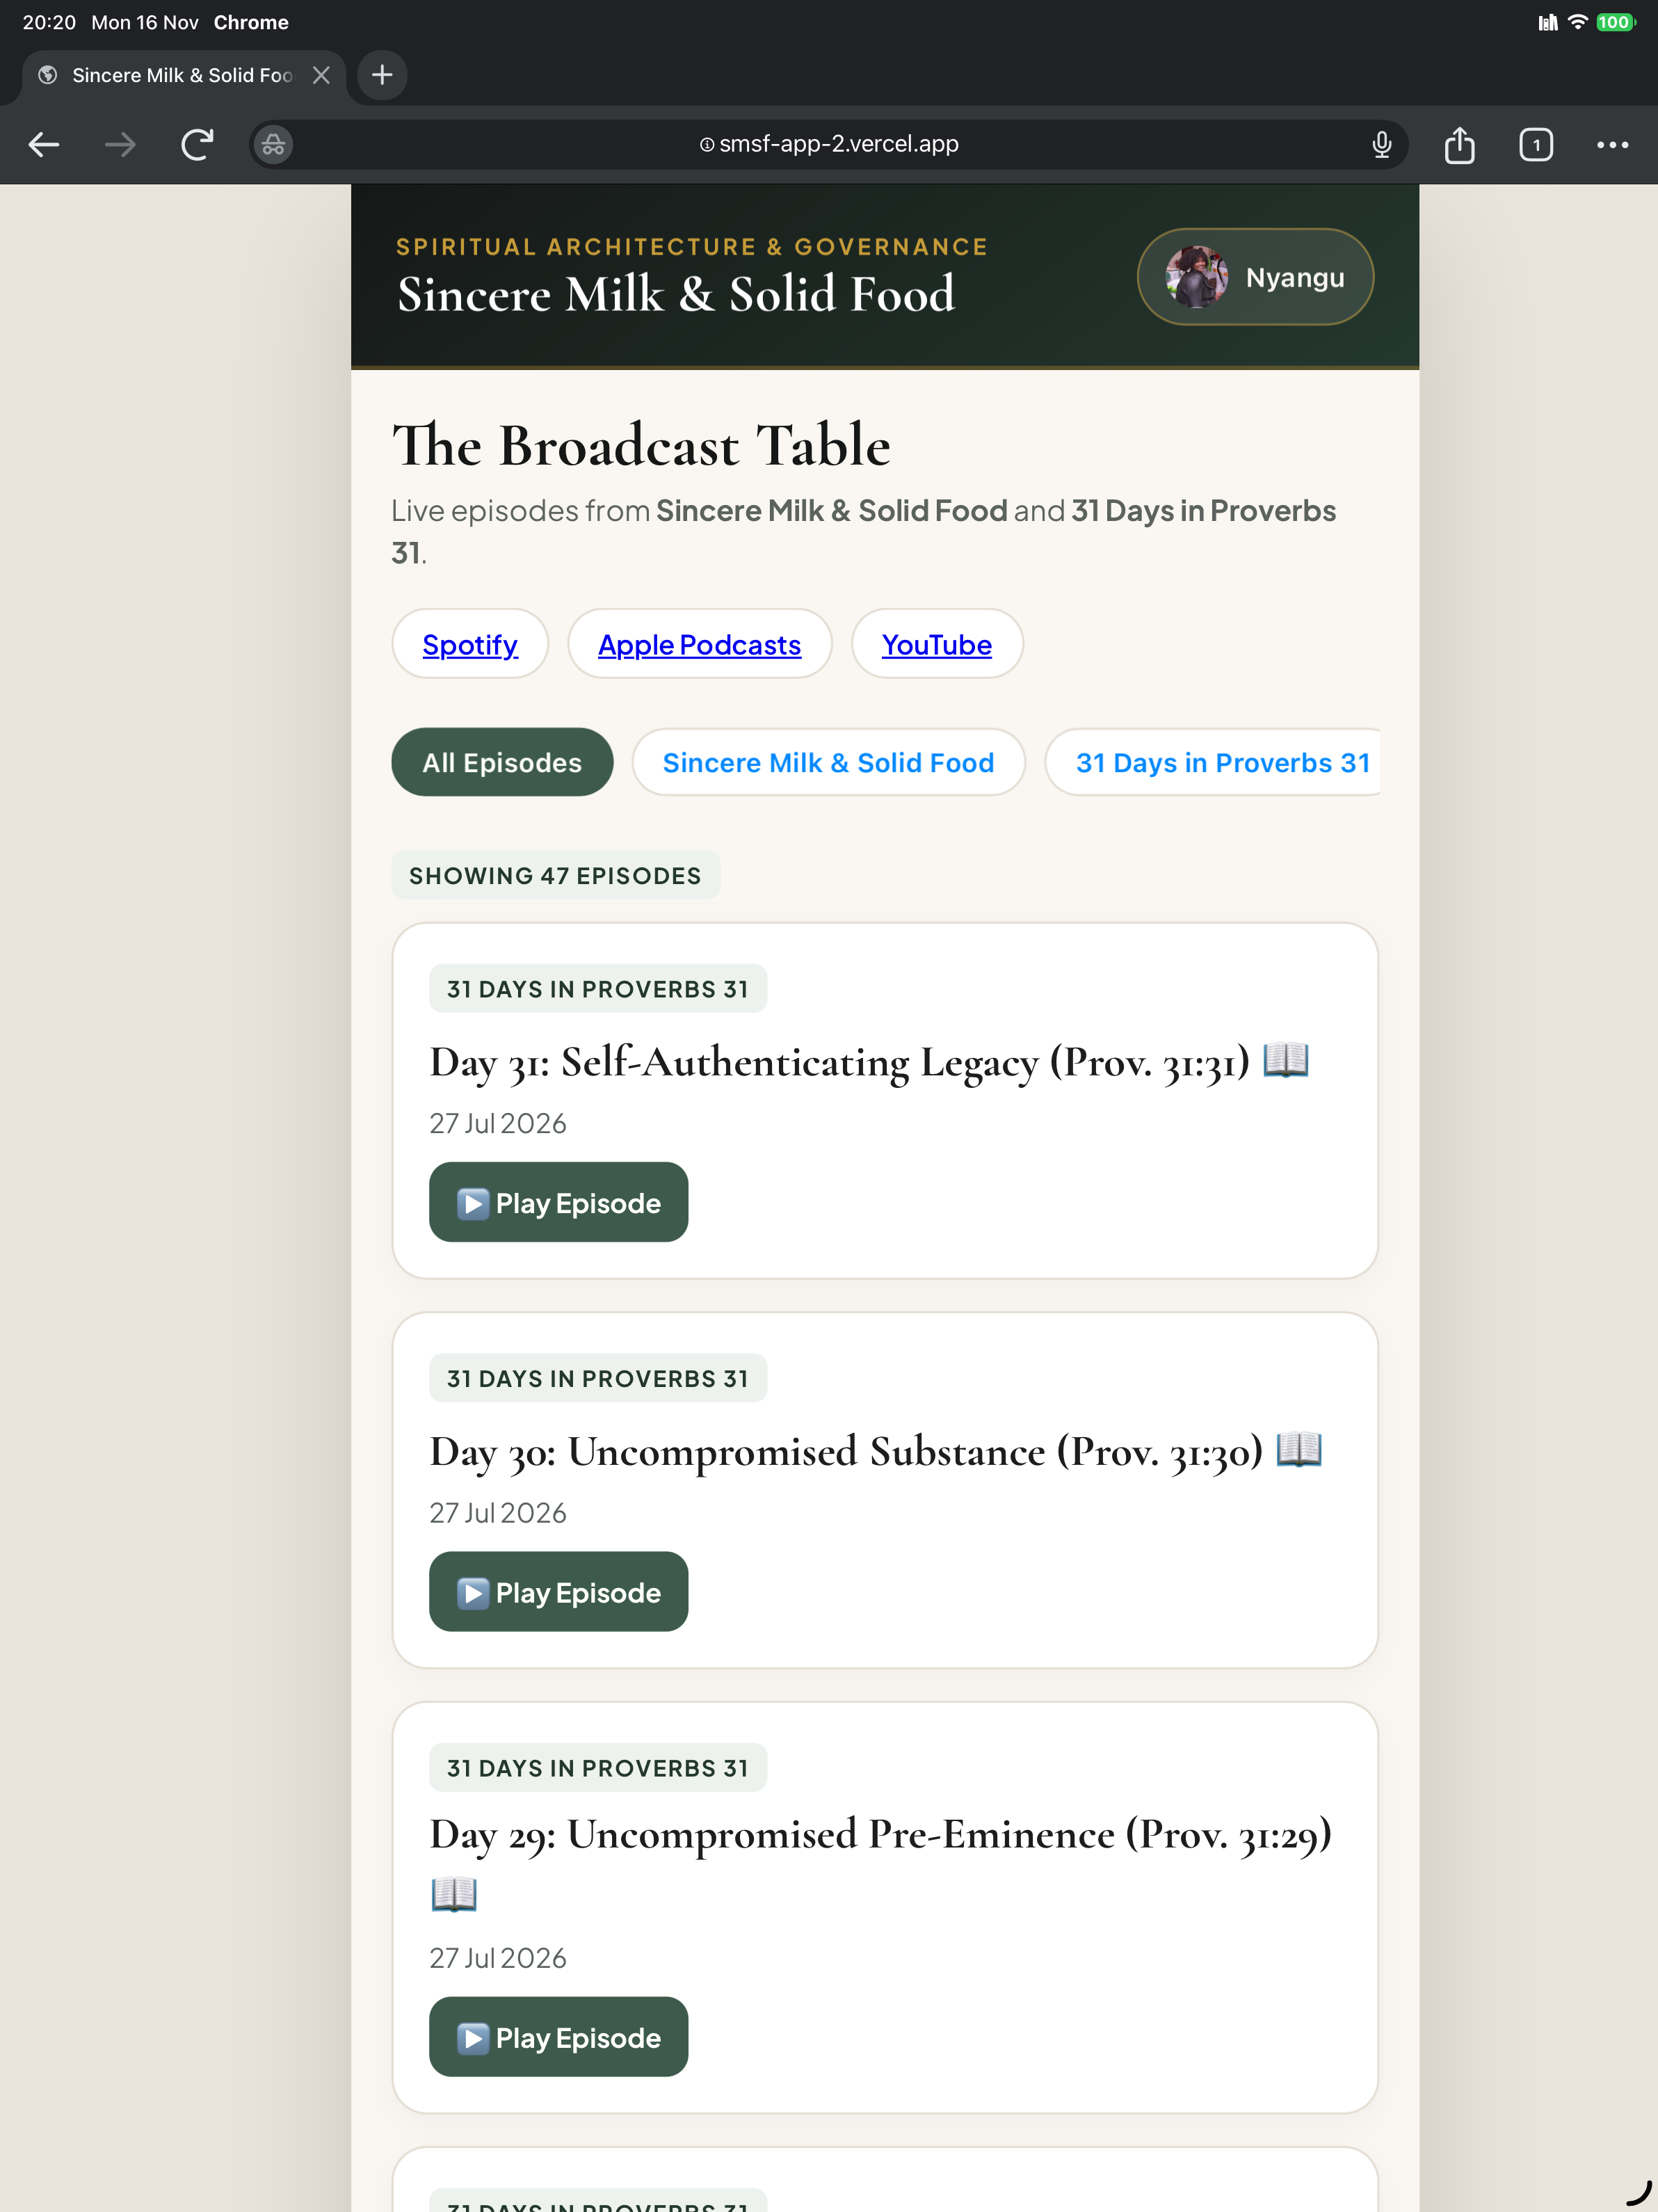 20:20 Mon 16 Nov Chrome
100
Sincere Milk & Solid Foo
smsf-app-2.vercel.app
1
SPIRITUAL ARCHITECTURE & GOVERNANCE
Sincere Milk & Solid Food
Nyangu
The Broadcast Table
Live episodes from Sincere Milk & Solid Food and 31 Days in Proverbs
31.
Spotify Apple Podcasts YouTube
All Episodes Sincere Milk & Solid Food 31 Days in Proverbs 31
SHOWING 47 EPISODES
31 DAYS IN PROVERBS 31
Day 31: Self-Authenticating Legacy (Prov. 31:31) 📖
27 Jul 2026
▶️ Play Episode
31 DAYS IN PROVERBS 31
Day 30: Uncompromised Substance (Prov. 31:30) 📖
27 Jul 2026
▶️ Play Episode
31 DAYS IN PROVERBS 31
Day 29: Uncompromised Pre-Eminence (Prov. 31:29)
📖
27 Jul 2026
▶️ Play Episode
31 DAYS IN PROVERBS 31